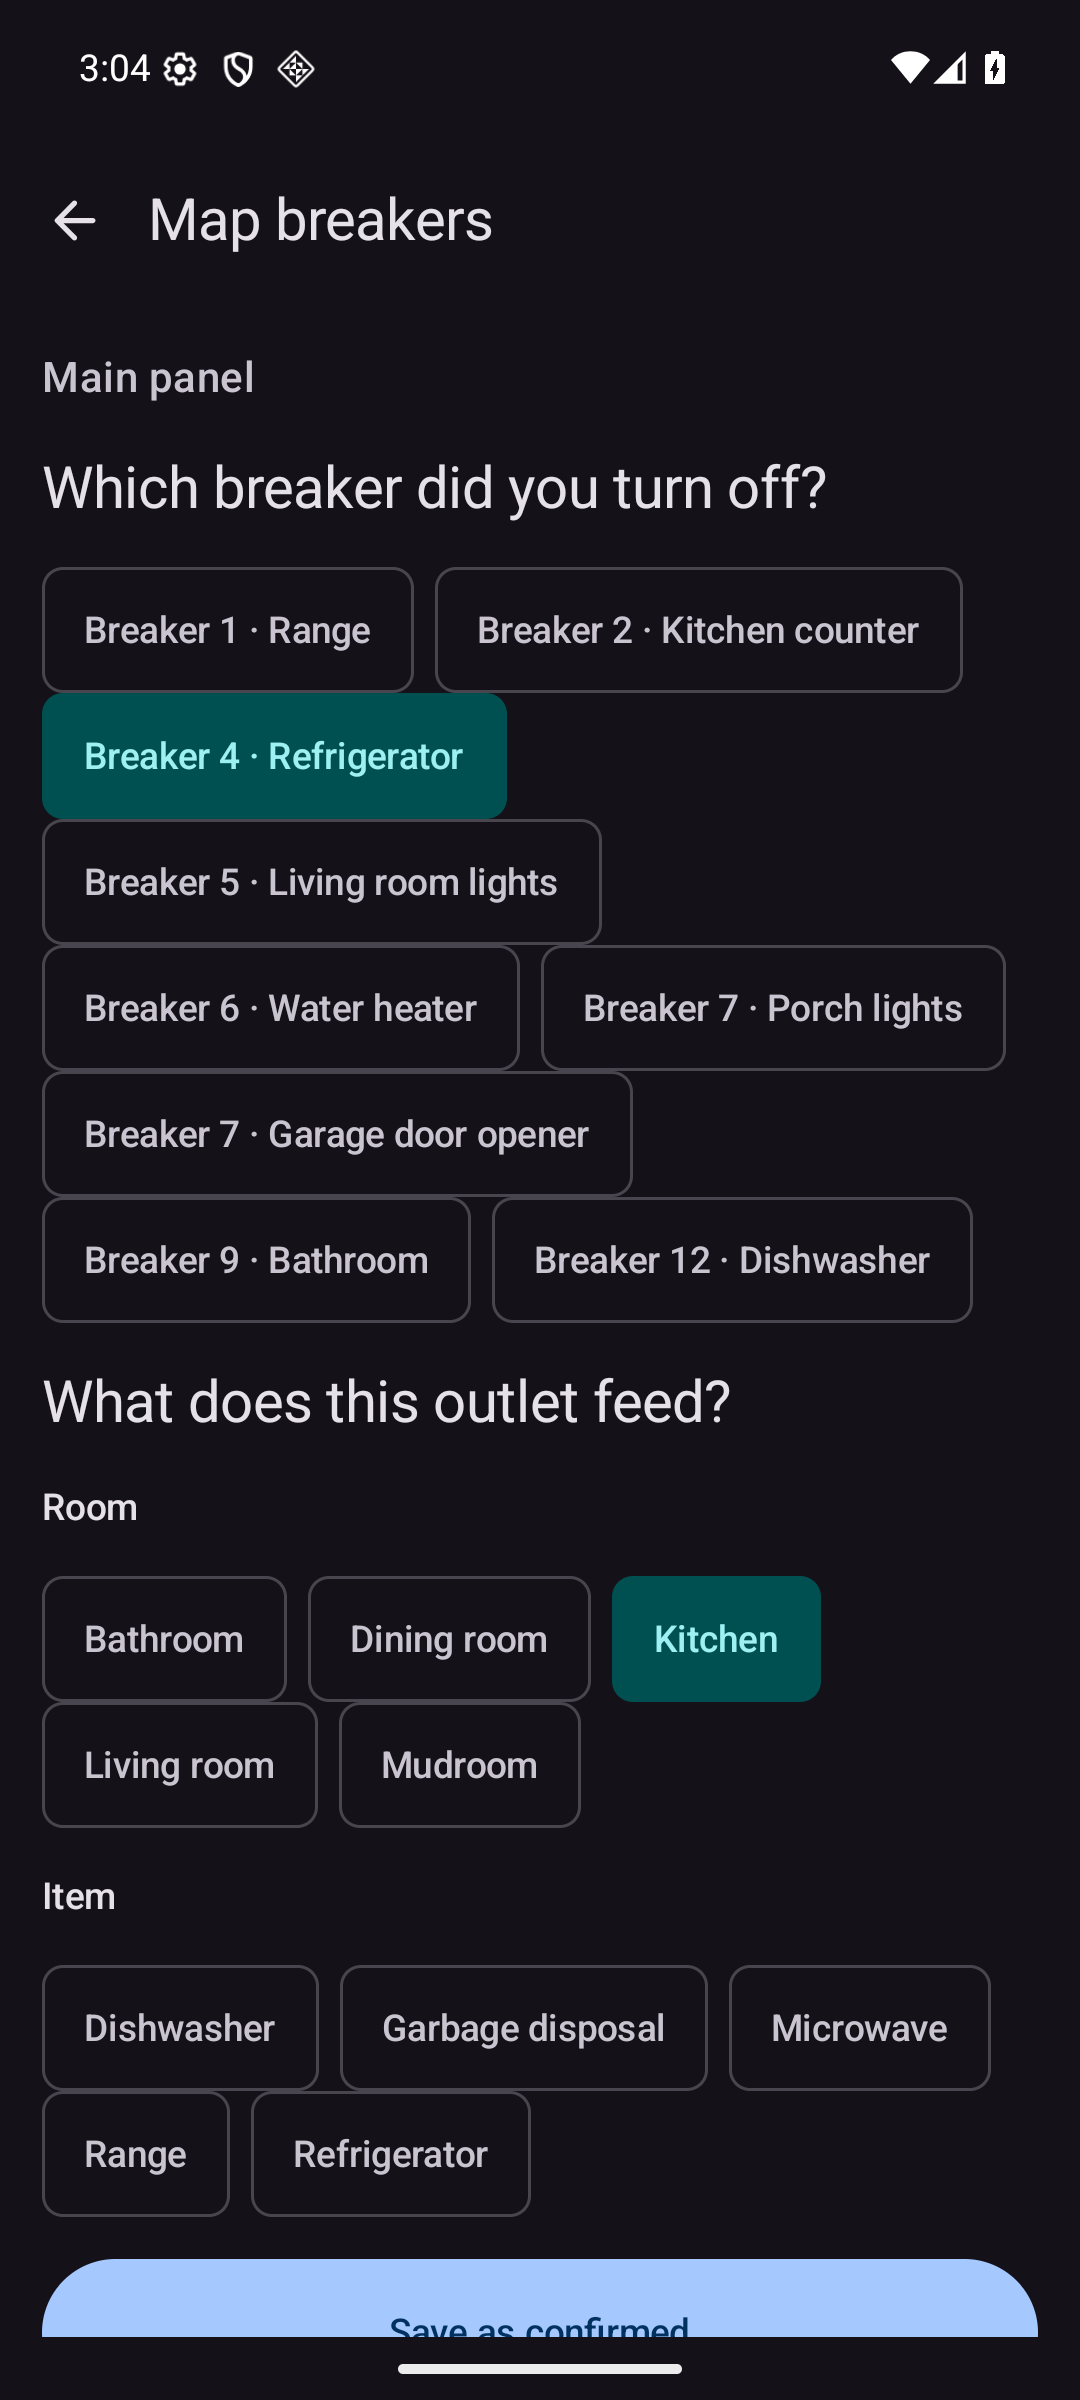 3:04
Map breakers
Main panel
Which breaker did you turn off?
Breaker 1 · Range
Breaker 2 · Kitchen counter
Breaker 4 · Refrigerator
Breaker 5 · Living room lights
Breaker 6 · Water heater
Breaker 7 · Porch lights
Breaker 7 · Garage door opener
Breaker 9 · Bathroom
Breaker 12 · Dishwasher
What does this outlet feed?
Room
Bathroom
Dining room
Kitchen
Living room
Mudroom
Item
Dishwasher
Garbage disposal
Microwave
Range
Refrigerator
Save as confirmed